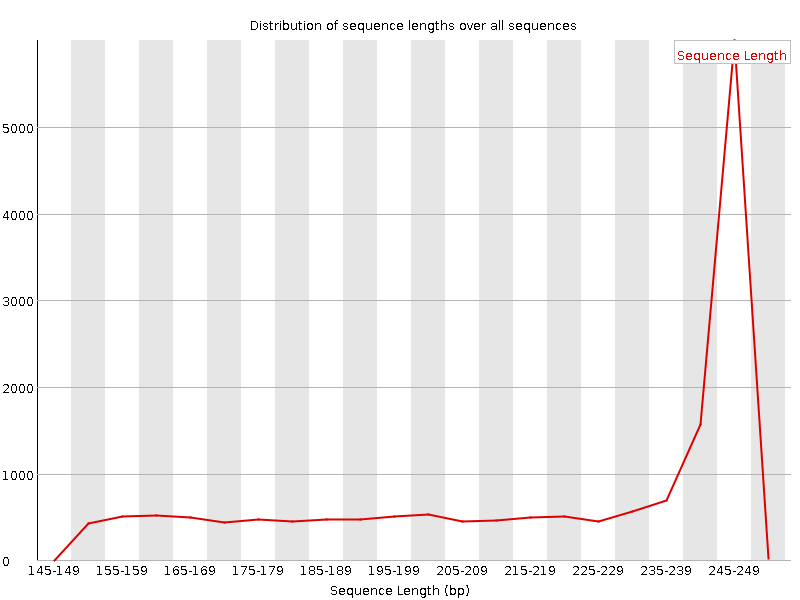 Distribution of sequence lengths over all sequences
Sequence Length
5000
4000
3000
2000
1000
0
145-149 155-159 165-169 175-179 185-189 195-199 205-209 215-219 225-229 235-239 245-249
Sequence Length (bp)